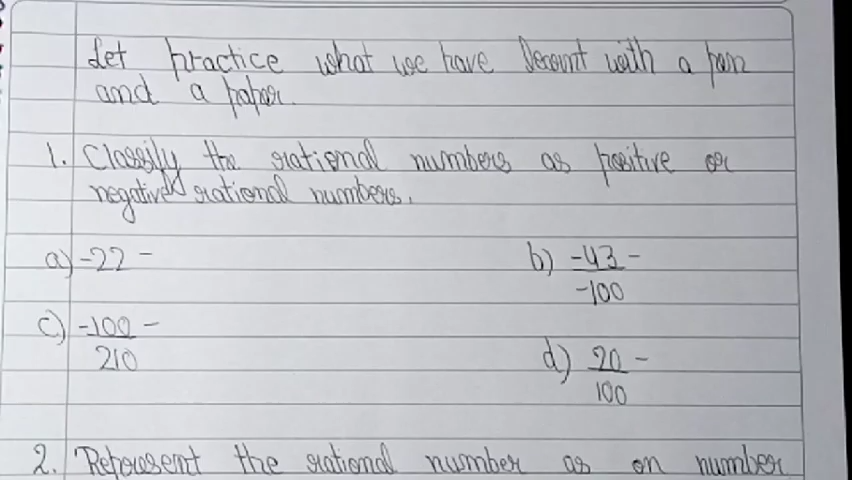 Let practice what we have learnt with a pen
and a paper.
1. Classify the rational numbers as positive or
negative rational numbers.
a) -22 -
b) -43 -
-100
c) -100 -
210
d) 20 -
100
2. Represent the rational number as on number